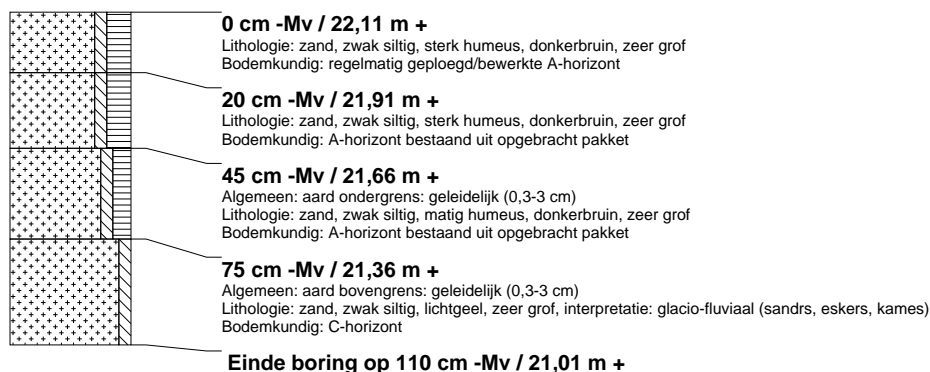 0 cm -Mv / 22,11 m +
Lithologie: zand, zwak siltig, sterk humeus, donkerbruin, zeer grof
Bodemkundig: regelmatig geploegd/bewerkte A-horizont
20 cm -Mv / 21,91 m +
Lithologie: zand, zwak siltig, sterk humeus, donkerbruin, zeer grof
Bodemkundig: A-horizont bestaand uit opgebracht pakket
45 cm -Mv / 21,66 m +
Algemeen: aard ondergrens: geleidelijk (0,3-3 cm)
Lithologie: zand, zwak siltig, matig humeus, donkerbruin, zeer grof
Bodemkundig: A-horizont bestaand uit opgebracht pakket
75 cm -Mv / 21,36 m +
Algemeen: aard bovengrens: geleidelijk (0,3-3 cm)
Lithologie: zand, zwak siltig, lichtgeel, zeer grof, interpretatie: glacio-fluviaal (sandrs, eskers, kames)
Bodemkundig: C-horizont
Einde boring op 110 cm -Mv / 21,01 m +